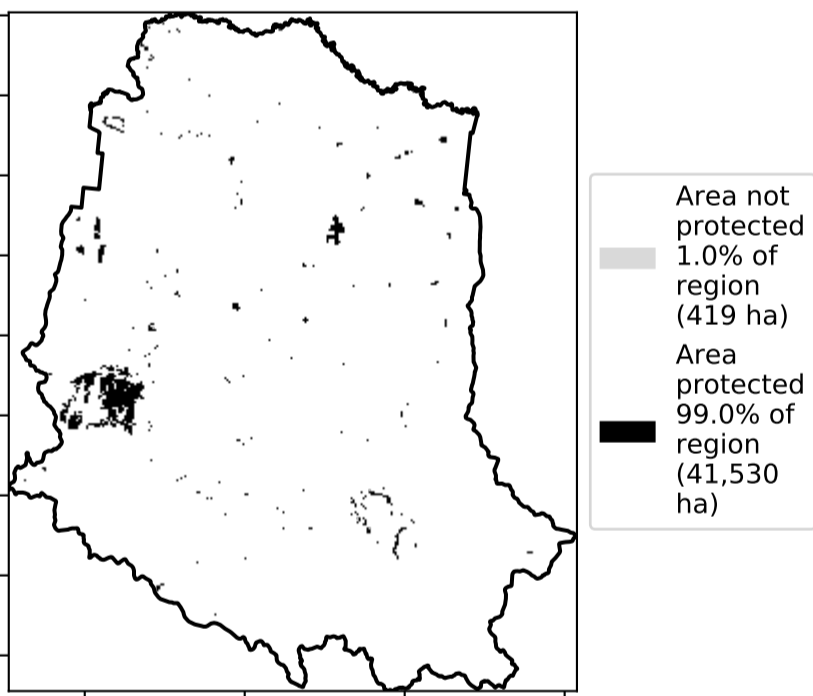 Area not
protected
1.0% of
region
(419 ha)
Area
protected
99.0% of
region
(41,530
ha)